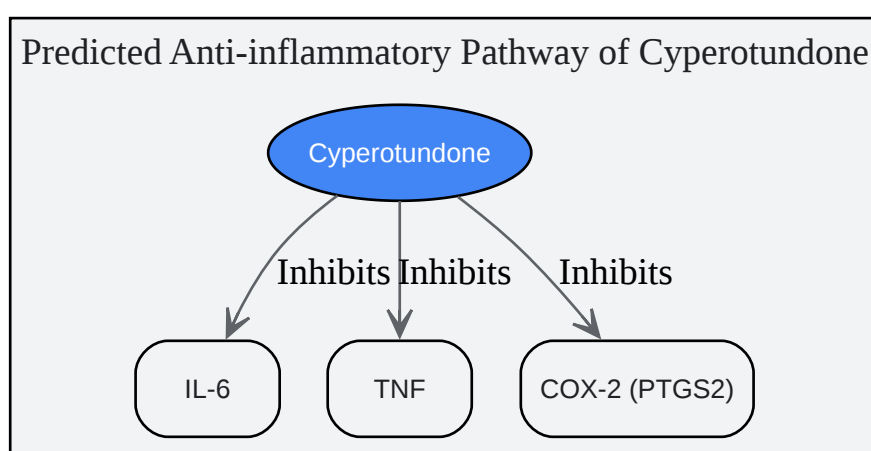 Predicted Anti-inflammatory Pathway of Cyperotundone
Cyperotundone
Inhibits Inhibits Inhibits
IL-6 TNF COX-2 (PTGS2)